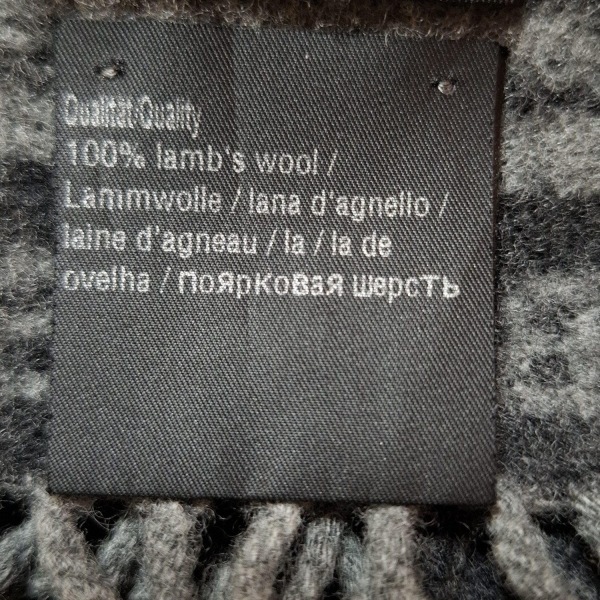 Qualität·Quality
100% lamb's wool /
Lammwolle / lana d'agnello /
laine d'agneau / la / la de
ovelha / поярковая шерсть